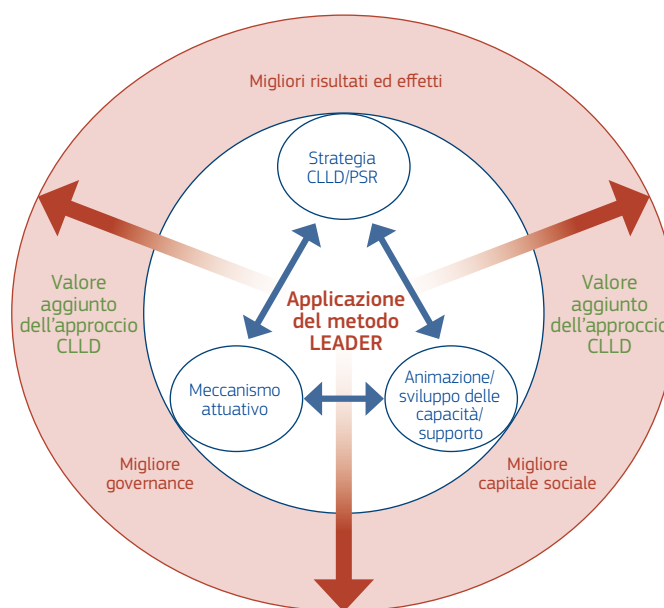 Migliori risultati ed effetti
Strategia
CLLD/PSR
Valore
aggiunto
dell'approccio
CLLD
Applicazione
del metodo
LEADER
Valore
aggiunto
dell'approccio
CLLD
Meccanismo
attuativo
Animazione/
sviluppo delle
capacità/
supporto
Migliore
governance
Migliore
capitale sociale